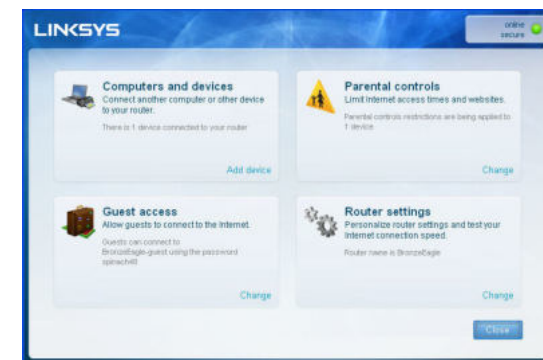 LINKSYS
online
secure
Computers and devices
Connect another computer or other device
to your router.
There is 1 device connected to your router
Add device
Parental controls
Limit Internet access times and websites.
Parental controls restrictions are being applied to
1 device
Change
Guest access
Allow guests to connect to the Internet.
Guests can connect to
BronzeEagle-guest using the password
Change
Router settings
Personalize router settings and test your
Internet connection speed.
Router name is BronzeEagle
Change
Close